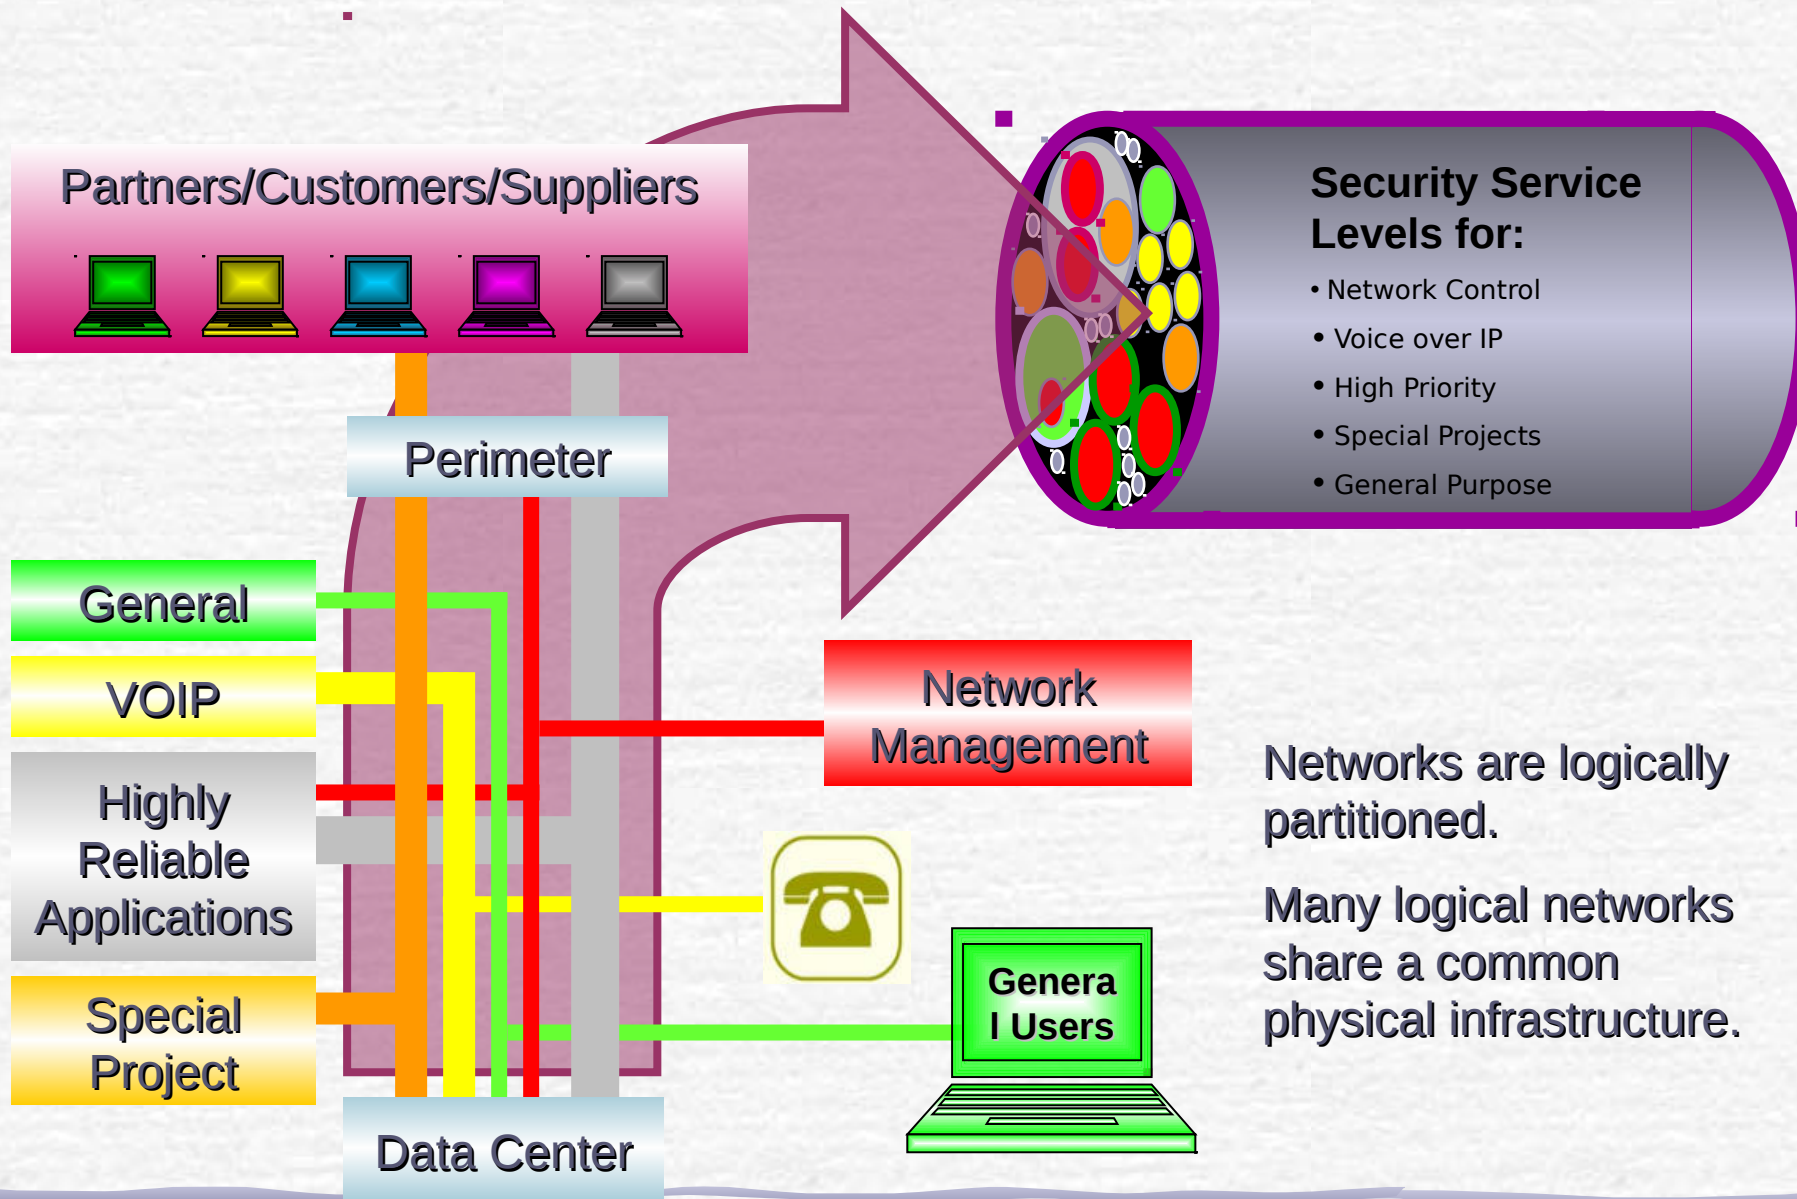 Partners/Customers/Suppliers
Security Service
Levels for:
• Network Control
• Voice over IP
• High Priority
• Special Projects
• General Purpose
Perimeter
General
VOIP
Highly
Reliable
Applications
Special
Project
Network
Management
Genera
l Users
Data Center
Networks are logically
partitioned.
Many logical networks
share a common
physical infrastructure.